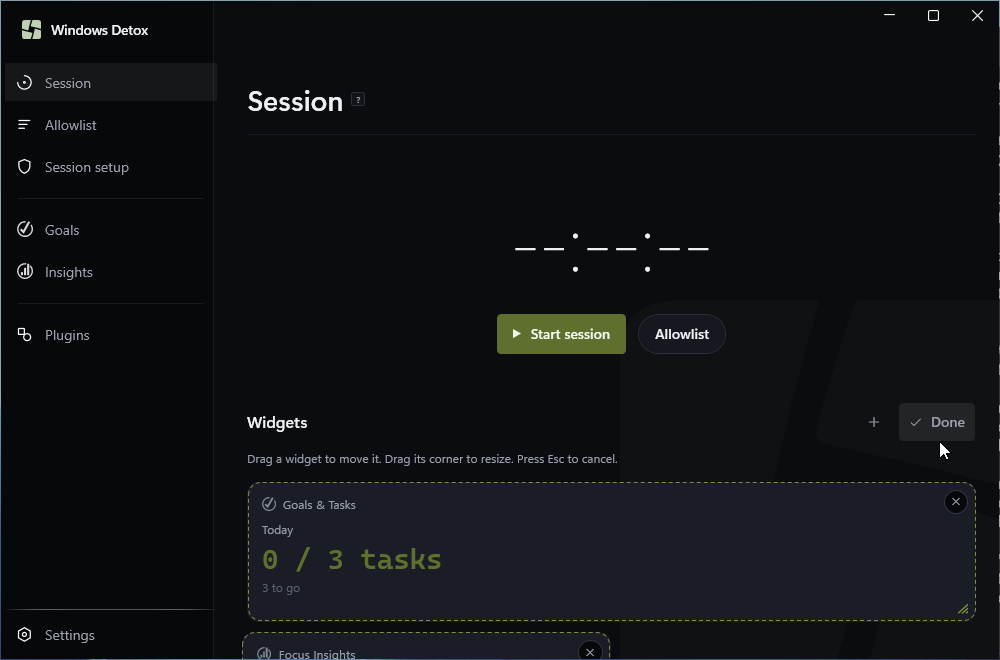 Windows Detox
Session
Allowlist
Session setup
Goals
Insights
Plugins
Settings
Session ?
-- : -- : --
Start session
Allowlist
Widgets
+
Done
Drag a widget to move it. Drag its corner to resize. Press Esc to cancel.
Goals & Tasks
Today
0 / 3 tasks
3 to go
Focus Insights